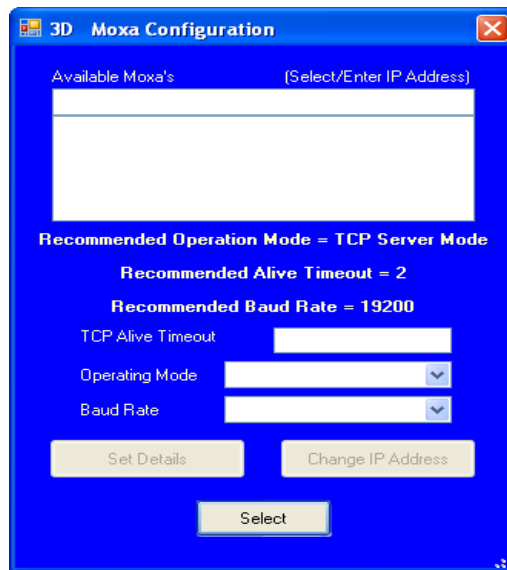 3D Moxa Configuration
Available Moxa's (Select/Enter IP Address)
Recommended Operation Mode = TCP Server Mode
Recommended Alive Timeout = 2
Recommended Baud Rate = 19200
TCP Alive Timeout
Operating Mode
Baud Rate
Set Details Change IP Address
Select